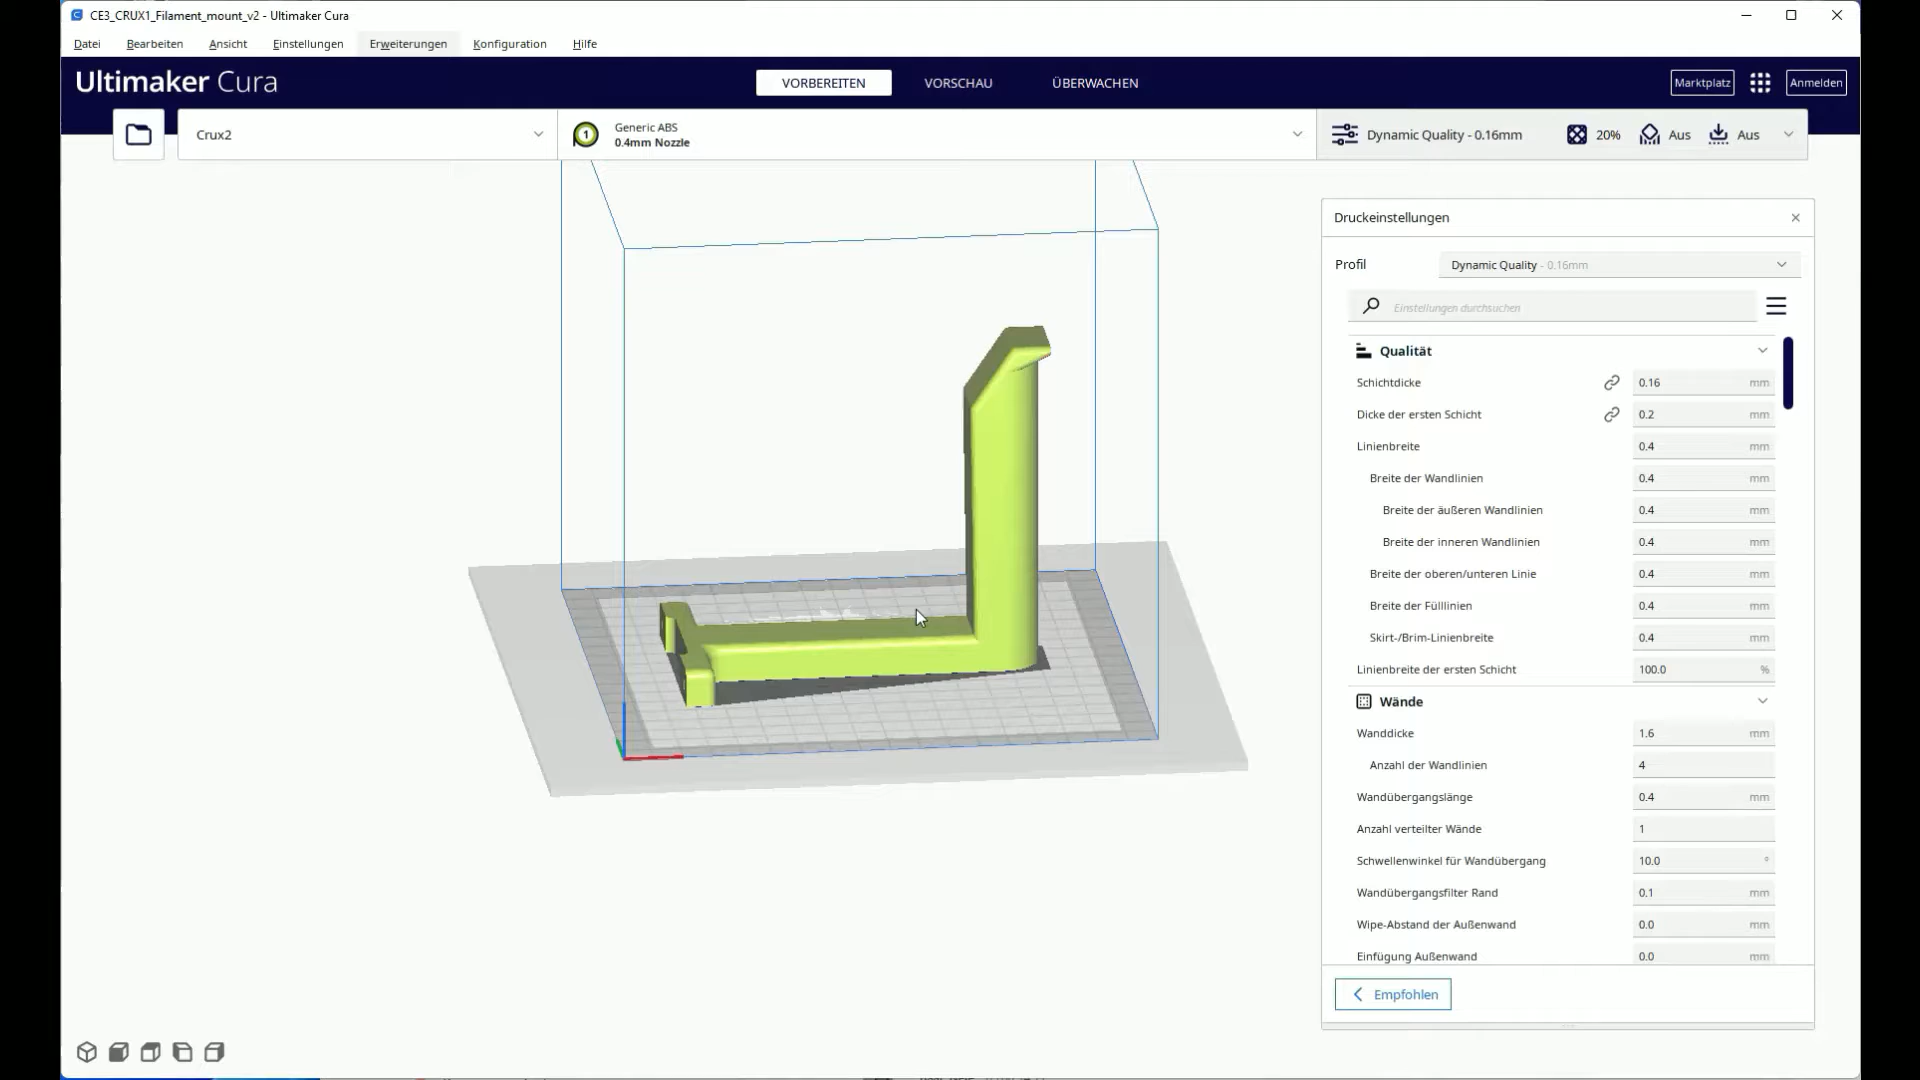 CE3_CRUX1_Filament_mount_v2 - Ultimaker Cura
Datei Bearbeiten Ansicht Einstellungen Erweiterungen Konfiguration Hilfe
Ultimaker Cura
VORBEREITEN VORSCHAU ÜBERWACHEN
Marktplatz Anmelden
Crux2
1
Generic ABS
0.4mm Nozzle
Dynamic Quality - 0.16mm 20% Aus Aus
Druckeinstellungen
Profil Dynamic Quality - 0.16mm
Einstellungen durchsuchen
Qualität
Schichtdicke 0.16 mm
Dicke der ersten Schicht 0.2 mm
Linienbreite 0.4 mm
Breite der Wandlinien 0.4 mm
Breite der äußeren Wandlinien 0.4 mm
Breite der inneren Wandlinien 0.4 mm
Breite der oberen/unteren Linie 0.4 mm
Breite der Fülllinien 0.4 mm
Skirt-/Brim-Linienbreite 0.4 mm
Linienbreite der ersten Schicht 100.0 %
Wände
Wanddicke 1.6 mm
Anzahl der Wandlinien 4
Wandübergangslänge 0.4 mm
Anzahl verteilter Wände 1
Schwellenwinkel für Wandübergang 10.0 °
Wandübergangsfilter Rand 0.1 mm
Wipe-Abstand der Außenwand 0.0 mm
Einfügung Außenwand 0.0 mm
Empfohlen